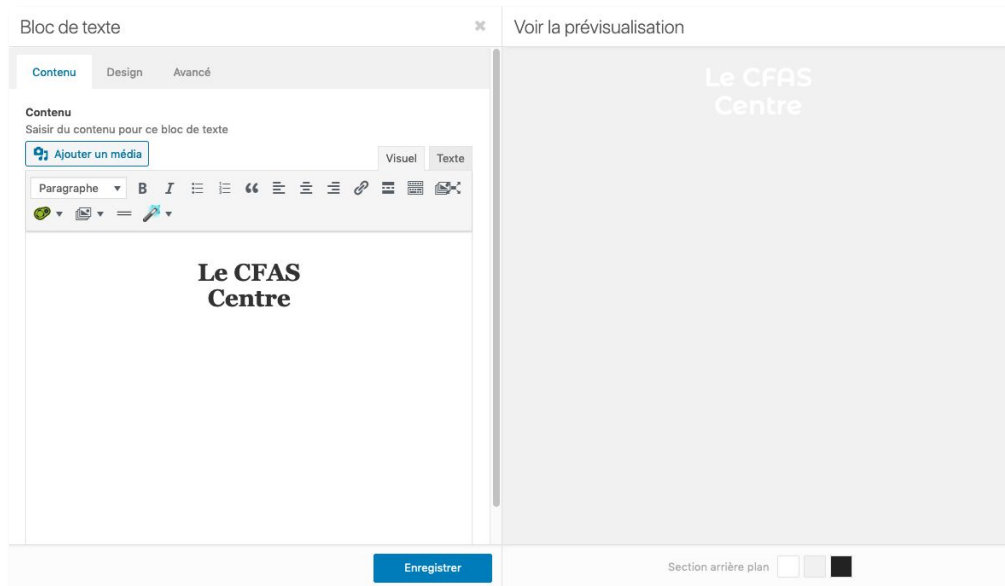 Bloc de texte
Voir la prévisualisation
Contenu Design Avancé
Contenu
Saisir du contenu pour ce bloc de texte
Ajouter un média
Visuel Texte
Paragraphe
Le CFAS
Centre
Le CFAS
Centre
Enregistrer
Section arrière plan